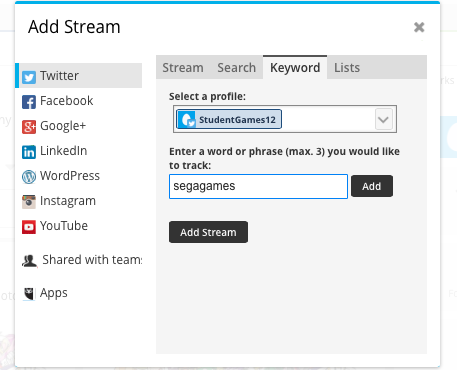 Add Stream
Twitter
Facebook
Google+
LinkedIn
WordPress
Instagram
YouTube
Shared with teams
Apps
Stream Search Keyword Lists
Select a profile:
StudentGames12
Enter a word or phrase (max. 3) you would like
to track:
segagames Add
Add Stream